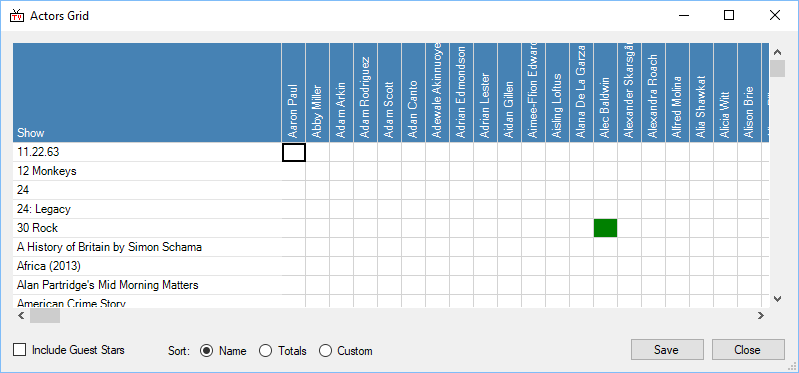 TV
Actors Grid
Show
Aaron Paul
Abby Miller
Adam Arkin
Adam Rodriguez
Adam Scott
Adan Canto
Adewale Akinnuoye
Adrian Edmondson
Adrian Lester
Aidan Gillen
Aimee-Ffion Edward
Aisling Loftus
Alana De La Garza
Alec Baldwin
Alexander Skarsgår
Alexandra Roach
Alfred Molina
Alia Shawkat
Alicia Witt
Alison Brie
11.22.63
12 Monkeys
24
24: Legacy
30 Rock
A History of Britain by Simon Schama
Africa (2013)
Alan Partridge's Mid Morning Matters
American Crime Story
Include Guest Stars
Sort:
Name
Totals
Custom
Save
Close